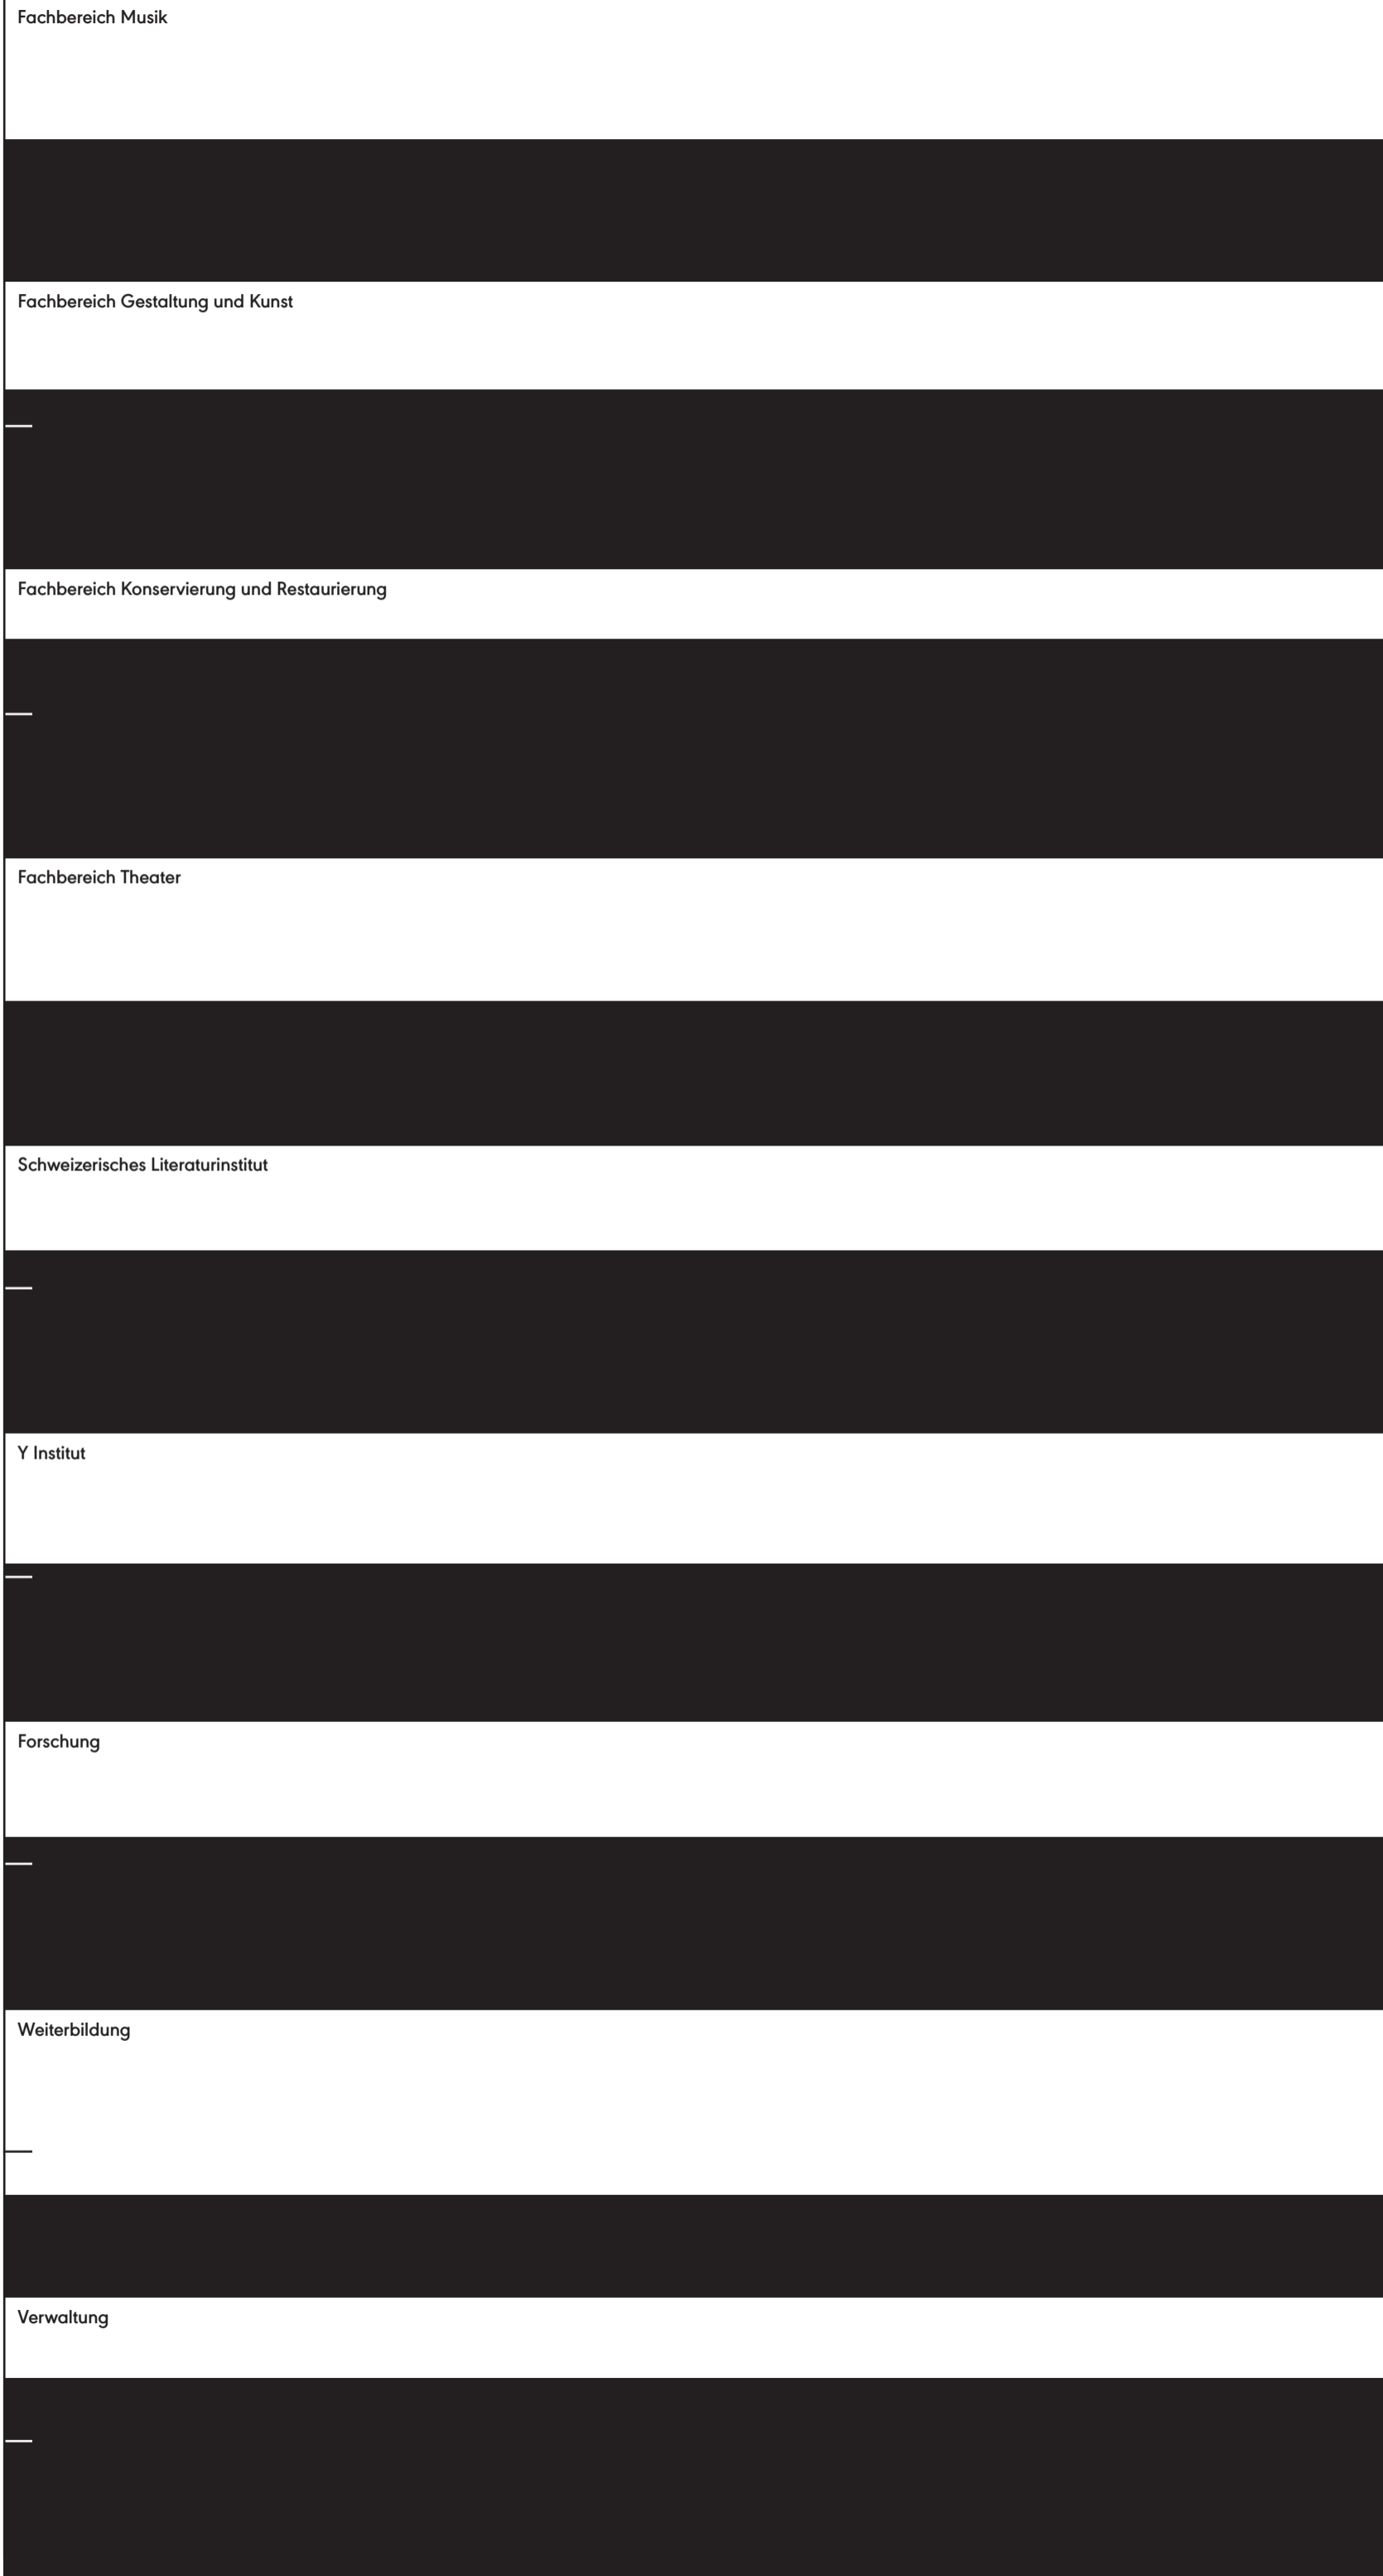 Fachbereich Musik
Fachbereich Gestaltung und Kunst
Fachbereich Konservierung und Restaurierung
Fachbereich Theater
Schweizerisches Literaturinstitut
Y Institut
Forschung
Weiterbildung
Verwaltung